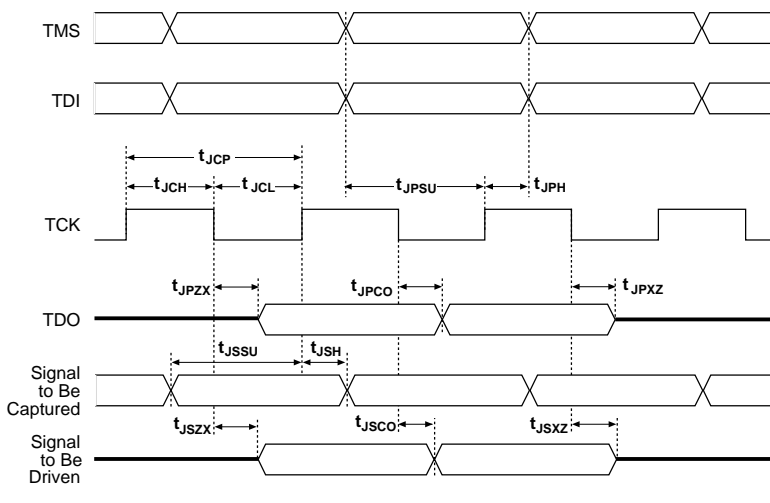 TMS
TDI
tJCP
tJCH tJCL tJPSU tJPH
TCK
tJPZX tJPCO tJPXZ
TDO
tJSSU tJSH
Signal
to Be
Captured
tJSZX tJSCO tJSXZ
Signal
to Be
Driven